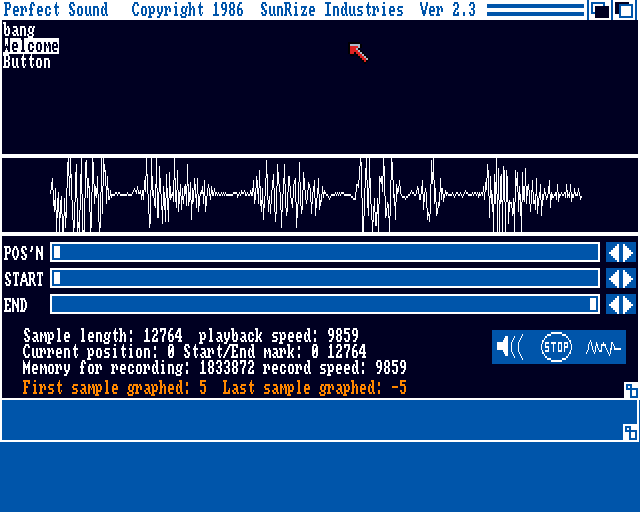 Perfect Sound   Copyright 1986  SunRize Industries  Ver 2.3
bang
Welcome
Button
POS'N
START
END
Sample length: 12764  playback speed: 9859
STOP
Current position: 0 Start/End mark: 0 12764
Memory for recording: 1833872 record speed: 9859
First sample graphed: 5  Last sample graphed: -5